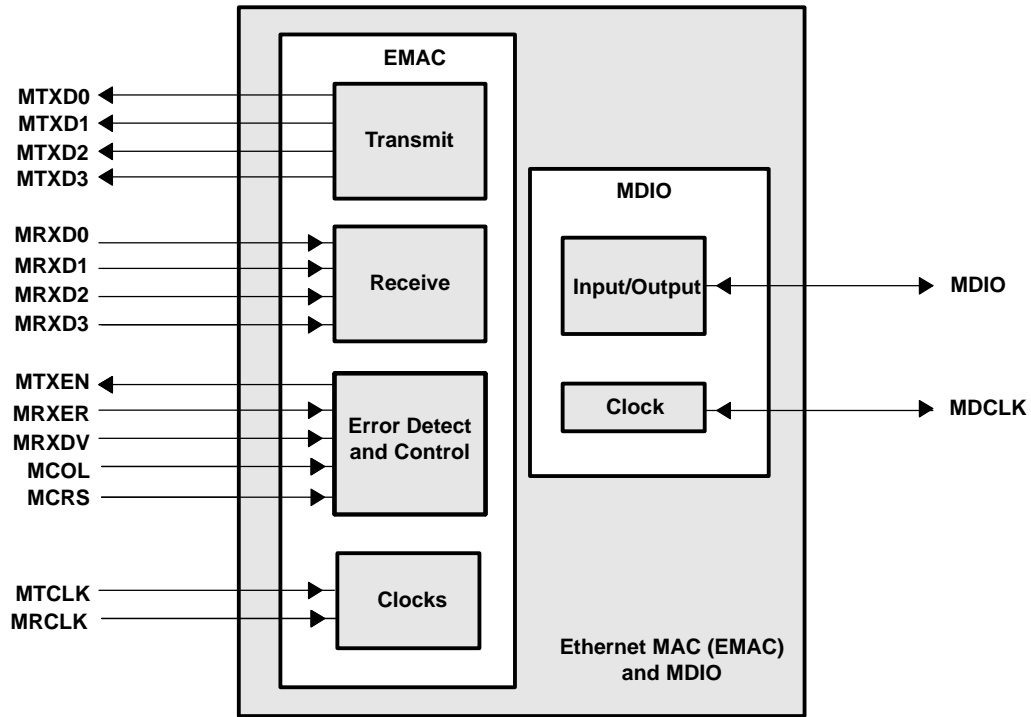 EMAC
MTXD0
MTXD1
MTXD2
MTXD3
Transmit
MRXD0
MRXD1
MRXD2
MRXD3
Receive
MTXEN
MRXER
MRXDV
MCOL
MCRS
Error Detect
and Control
MTCLK
MRCLK
Clocks
MDIO
Input/Output
MDIO
Clock
MDCLK
Ethernet MAC (EMAC)
and MDIO